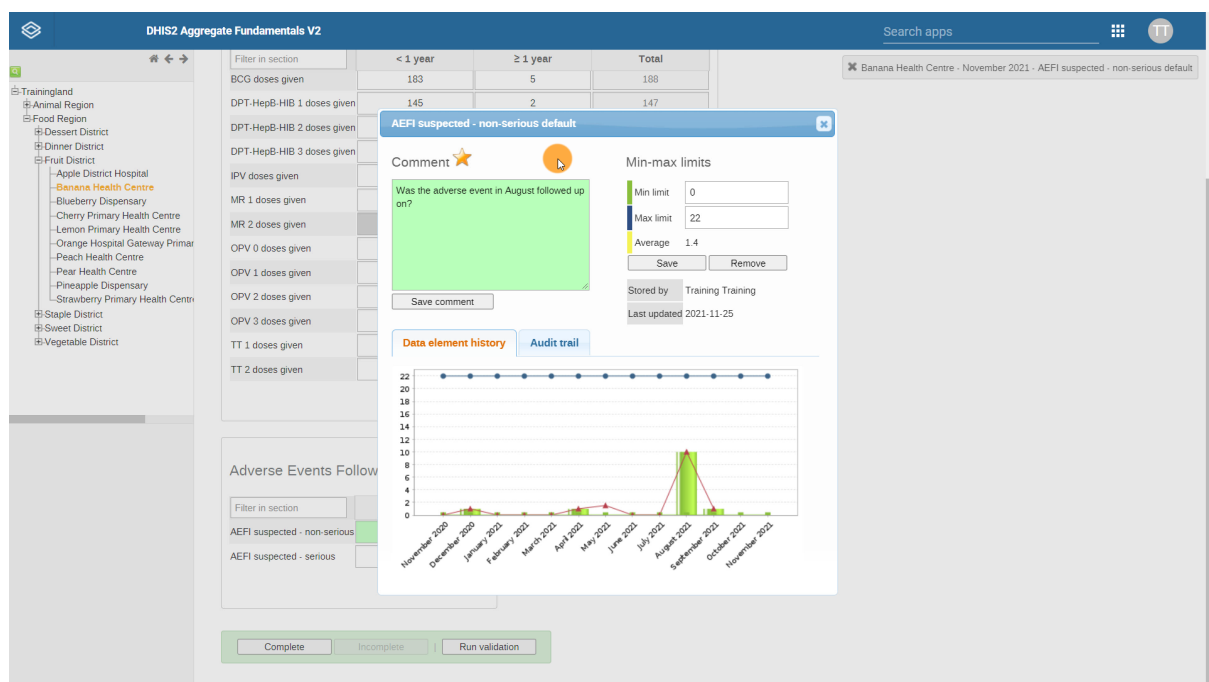 DHIS2 Aggregate Fundamentals V2
Search apps
TT
Trainingland
Animal Region
Food Region
Dessert District
Dinner District
Fruit District
Apple District Hospital
Banana Health Centre
Blueberry Dispensary
Cherry Primary Health Centre
Lemon Primary Health Centre
Orange Hospital Gateway Primar
Peach Health Centre
Pear Health Centre
Pineapple Dispensary
Strawberry Primary Health Centr
Staple District
Sweet District
Vegetable District
Filter in section < 1 year ≥ 1 year Total
BCG doses given 183 5 188
DPT-HepB-HIB 1 doses given 145 2 147
DPT-HepB-HIB 2 doses given
DPT-HepB-HIB 3 doses given
IPV doses given
MR 1 doses given
MR 2 doses given
OPV 0 doses given
OPV 1 doses given
OPV 2 doses given
OPV 3 doses given
TT 1 doses given
TT 2 doses given
Adverse Events Follow
Filter in section
AEFI suspected - non-serious
AEFI suspected - serious
Complete Incomplete | Run validation
AEFI suspected - non-serious default
Comment
Was the adverse event in August followed up
on?
Save comment
Min-max limits
Min limit 0
Max limit 22
Average 1.4
Save Remove
Stored by Training Training
Last updated 2021-11-25
Data element history Audit trail
22
20
18
16
14
12
10
8
6
4
2
0
November 2020
December 2020
January 2021
February 2021
March 2021
April 2021
May 2021
June 2021
July 2021
August 2021
September 2021
October 2021
November 2021
Banana Health Centre - November 2021 - AEFI suspected - non-serious default